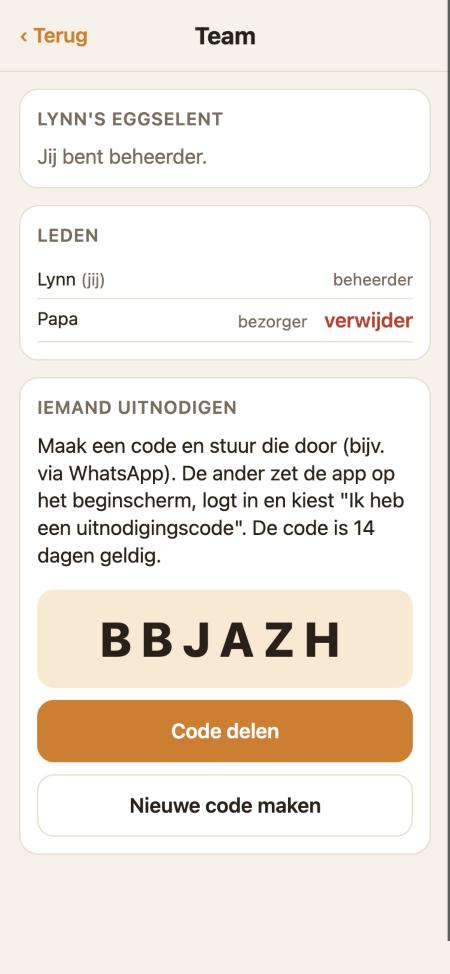 ‹ Terug
Team
LYNN'S EGGSELENT
Jij bent beheerder.
LEDEN
Lynn (jij) beheerder
Papa bezorger verwijder
IEMAND UITNODIGEN
Maak een code en stuur die door (bijv.
via WhatsApp). De ander zet de app op
het beginscherm, logt in en kiest "Ik heb
een uitnodigingscode". De code is 14
dagen geldig.
BBJAZH
Code delen
Nieuwe code maken